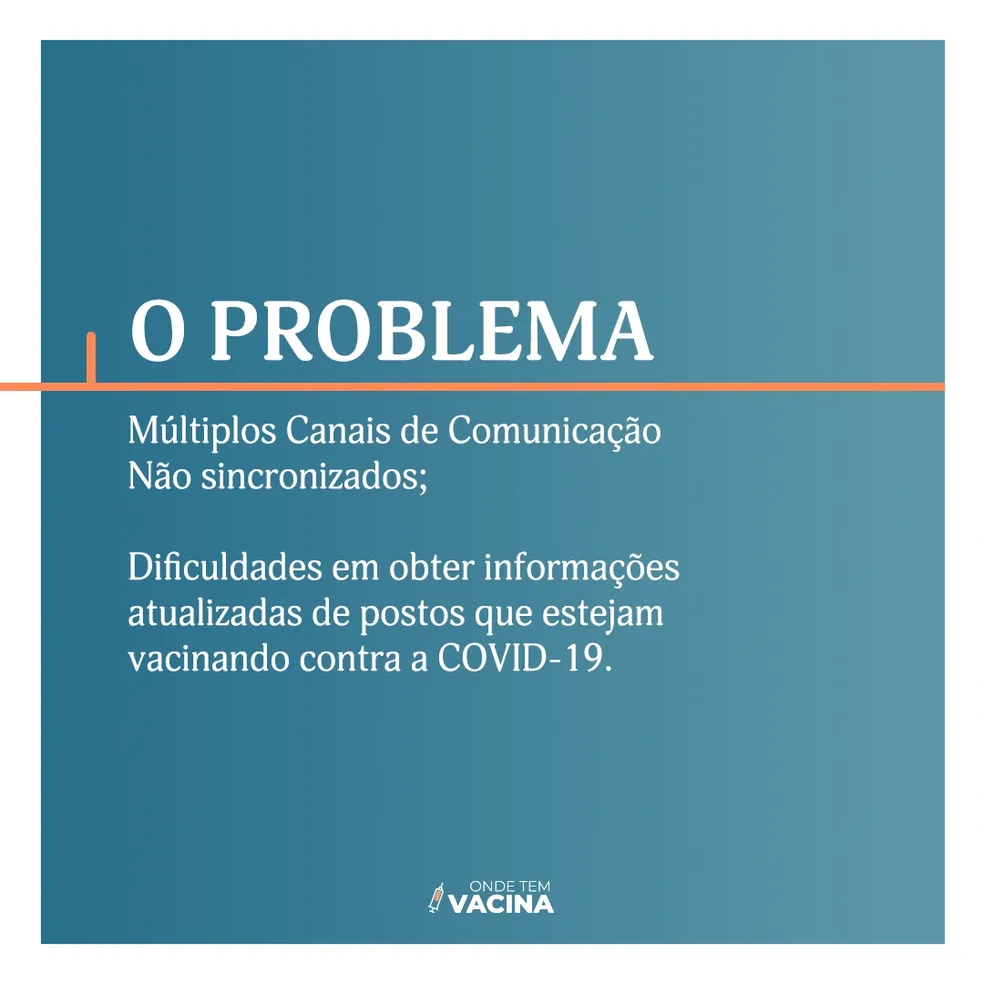 O PROBLEMA
Múltiplos Canais de Comunicação
Não sincronizados;
Dificuldades em obter informações
atualizadas de postos que estejam
vacinando contra a COVID-19.
ONDE TEM
VACINA